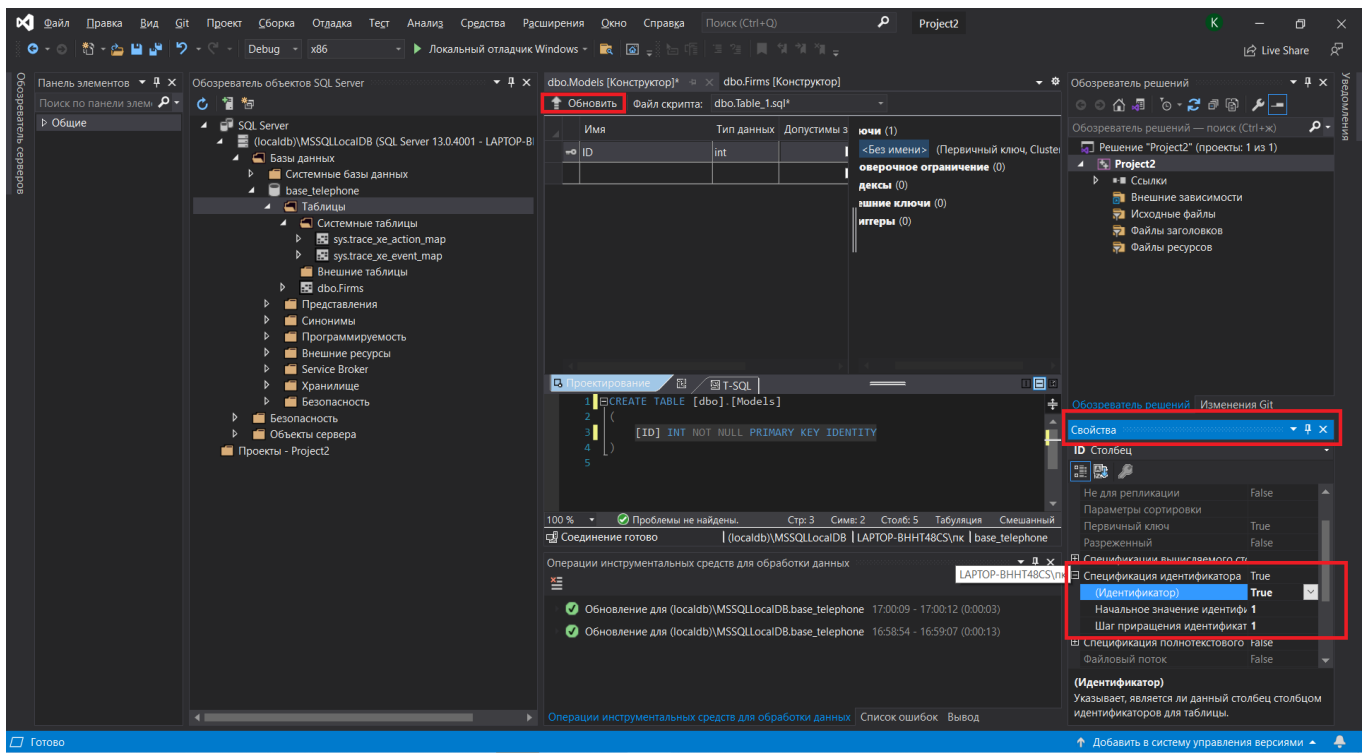 Файл Правка Вид Git Проект Сборка Отладка Тест Анализ Средства Расширения Окно Справка Поиск (Ctrl+Q) Project2 K
Debug x86 Локальный отладчик Windows Live Share
Обозреватель серверов
Панель элементов
Поиск по панели элем
Общие
Обозреватель объектов SQL Server
SQL Server
(localdb)\MSSQLLocalDB (SQL Server 13.0.4001 - LAPTOP-B
Базы данных
Системные базы данных
base_telephone
Таблицы
Системные таблицы
sys.trace_xe_action_map
sys.trace_xe_event_map
Внешние таблицы
dbo.Firms
Представления
Синонимы
Программируемость
Внешние ресурсы
Service Broker
Хранилище
Безопасность
Безопасность
Объекты сервера
Проекты - Project2
dbo.Models [Конструктор]* dbo.Firms [Конструктор]
Обновить Файл скрипта: dbo.Table_1.sql*
Имя Тип данных Допустимы з
ID int
ючи (1)
<Без имени> (Первичный ключ, Cluste
оверочное ограничение (0)
дексы (0)
ешние ключи (0)
иггеры (0)
Проектирование T-SQL
1 CREATE TABLE [dbo].[Models]
2 (
3 [ID] INT NOT NULL PRIMARY KEY IDENTITY
4 )
5
100 % Проблемы не найдены. Стр: 3 Симв: 2 Столб: 5 Табуляция Смешанный
Соединение готово (localdb)\MSSQLLocalDB LAPTOP-BHHT48CS\пк base_telephone
Операции инструментальных средств для обработки данных
LAPTOP-BHHT48CS\пк
Обновление для (localdb)\MSSQLLocalDB.base_telephone 17:00:09 - 17:00:12 (0:00:03)
Обновление для (localdb)\MSSQLLocalDB.base_telephone 16:58:54 - 16:59:07 (0:00:13)
Операции инструментальных средств для обработки данных Список ошибок Вывод
Обозреватель решений
Обозреватель решений — поиск (Ctrl+ж)
Решение "Project2" (проекты: 1 из 1)
Project2
Ссылки
Внешние зависимости
Исходные файлы
Файлы заголовков
Файлы ресурсов
Обозреватель решений Изменения Git
Уведомления
Свойства
ID Столбец
Не для репликации False
Параметры сортировки
Первичный ключ True
Разреженный False
Спецификации вычисляемого ст
Спецификация идентификатора True
(Идентификатор) True
Начальное значение идентифи 1
Шаг приращения идентификат 1
Спецификация полнотекстового False
Файловый поток False
(Идентификатор)
Указывает, является ли данный столбец столбцом
идентификаторов для таблицы.
Готово Добавить в систему управления версиями